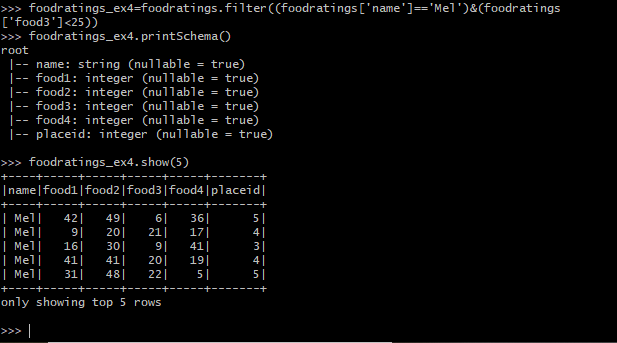 >>> foodratings_ex4=foodratings.filter((foodratings['name']=='Mel')&(foodratings
['food3']<25))
>>> foodratings_ex4.printSchema()
root
 |-- name: string (nullable = true)
 |-- food1: integer (nullable = true)
 |-- food2: integer (nullable = true)
 |-- food3: integer (nullable = true)
 |-- food4: integer (nullable = true)
 |-- placeid: integer (nullable = true)

>>> foodratings_ex4.show(5)
+----+-----+-----+-----+-----+-------+
|name|food1|food2|food3|food4|placeid|
+----+-----+-----+-----+-----+-------+
| Mel|   42|   49|    6|   36|      5|
| Mel|    9|   20|   21|   17|      4|
| Mel|   16|   30|    9|   41|      3|
| Mel|   41|   41|   20|   19|      4|
| Mel|   31|   48|   22|    5|      5|
+----+-----+-----+-----+-----+-------+
only showing top 5 rows

>>>